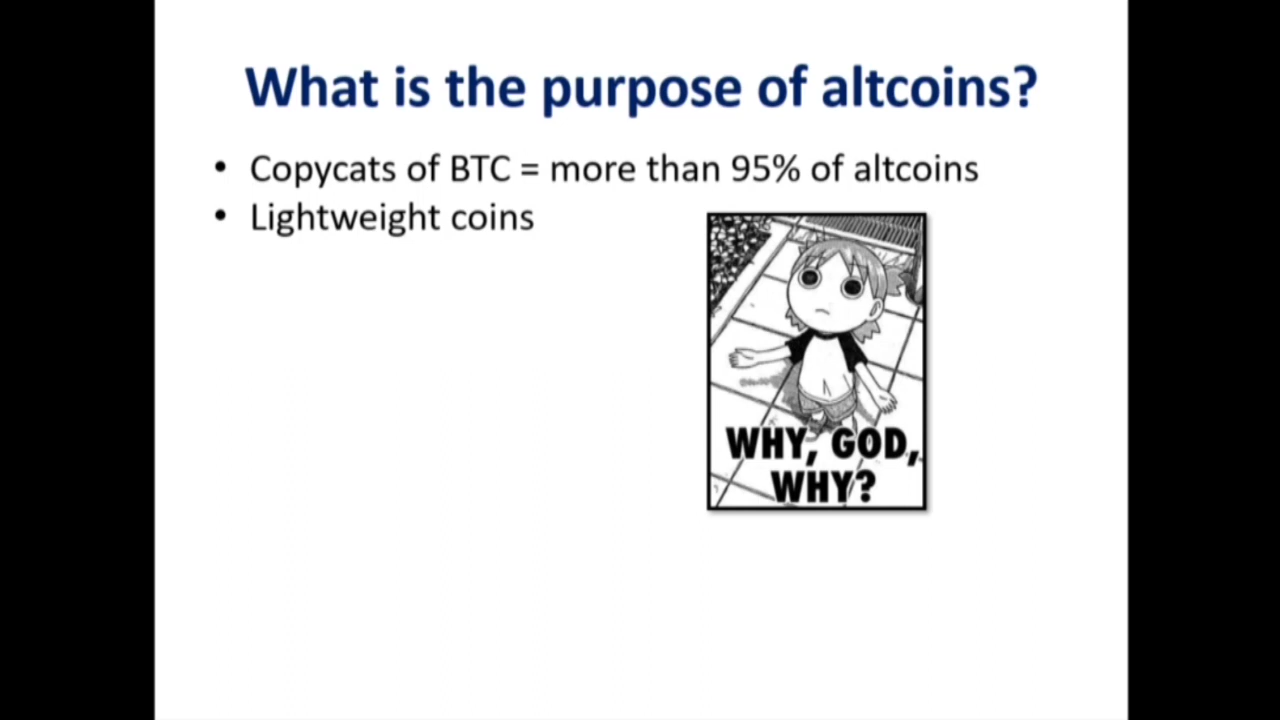 What is the purpose of altcoins?
• Copycats of BTC = more than 95% of altcoins
• Lightweight coins
WHY, GOD,
WHY?